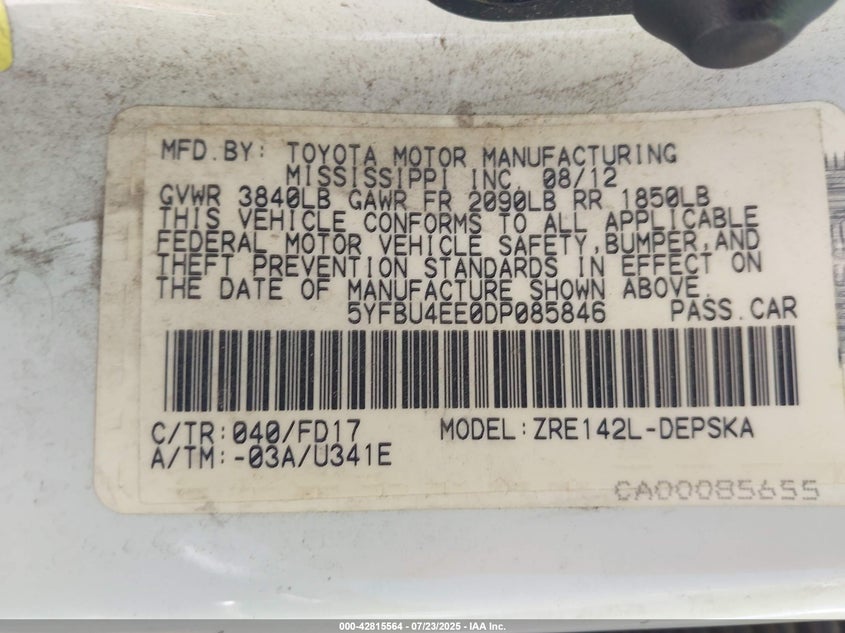 MFD.BY: TOYOTA MOTOR MANUFACTURING
MISSISSIPPI INC. 08/12
GVWR 3840LB GAWR FR 2090LB RR 1850LB
THIS VEHICLE CONFORMS TO ALL APPLICABLE
FEDERAL MOTOR VEHICLE SAFETY,BUMPER,AND
THEFT PREVENTION STANDARDS IN EFFECT ON
THE DATE OF MANUFACTURE SHOWN ABOVE.
5YFBU4EE0DP085846 PASS.CAR
C/TR:040/FD17 MODEL:ZRE142L-DEPSKA
A/TM:-03A/U341E
CA00085655
000-42815564 | 07/23/2025 - IAA Inc.